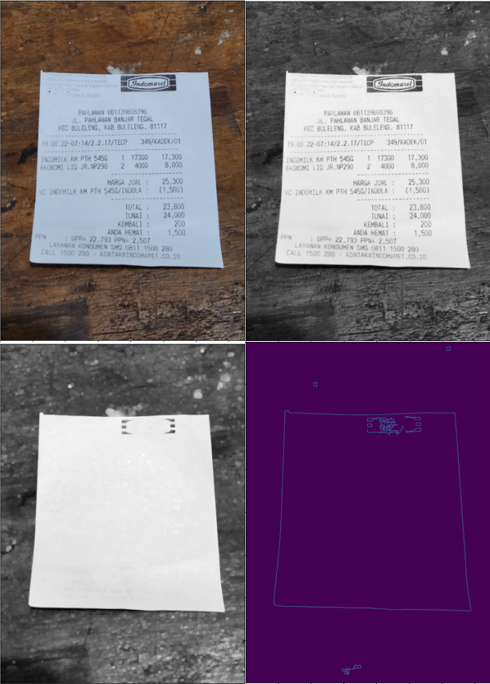 Indomaret
PAHLAWAN 081139608396
JL. PAHLAWAN BANJAR TEGAL
KEC BULELENG, KAB BULELENG, 81117
19.08.22-07:14/2.2.17/TECP 349/KADEK/01
INDOMILK KM PTH 545G 1 17300 17,300
EKONOMI LIQ JR.NP290 2 4000 8,000
HARGA JUAL : 25,300
VC INDOMILK KM PTH 545G/INDOLA : (1,500)
TOTAL : 23,800
TUNAI : 24,000
KEMBALI : 200
ANDA HEMAT : 1,500
PPN : DPP= 22,793 PPN= 2,507
LAYANAN KONSUMEN SMS 0811 1500 280
CALL 1500 280 - KONTAK@INDOMARET.CO.ID
Indomaret
PAHLAWAN 081139608396
JL. PAHLAWAN BANJAR TEGAL
KEC BULELENG, KAB BULELENG, 81117
19.08.22-07:14/2.2.17/TECP 349/KADEK/01
INDOMILK KM PTH 545G 1 17300 17,300
EKONOMI LIQ JR.NP290 2 4000 8,000
HARGA JUAL : 25,300
VC INDOMILK KM PTH 545G/INDOLA : (1,500)
TOTAL : 23,800
TUNAI : 24,000
KEMBALI : 200
ANDA HEMAT : 1,500
PPN : DPP= 22,793 PPN= 2,507
LAYANAN KONSUMEN SMS 0811 1500 280
CALL 1500 280 - KONTAK@INDOMARET.CO.ID